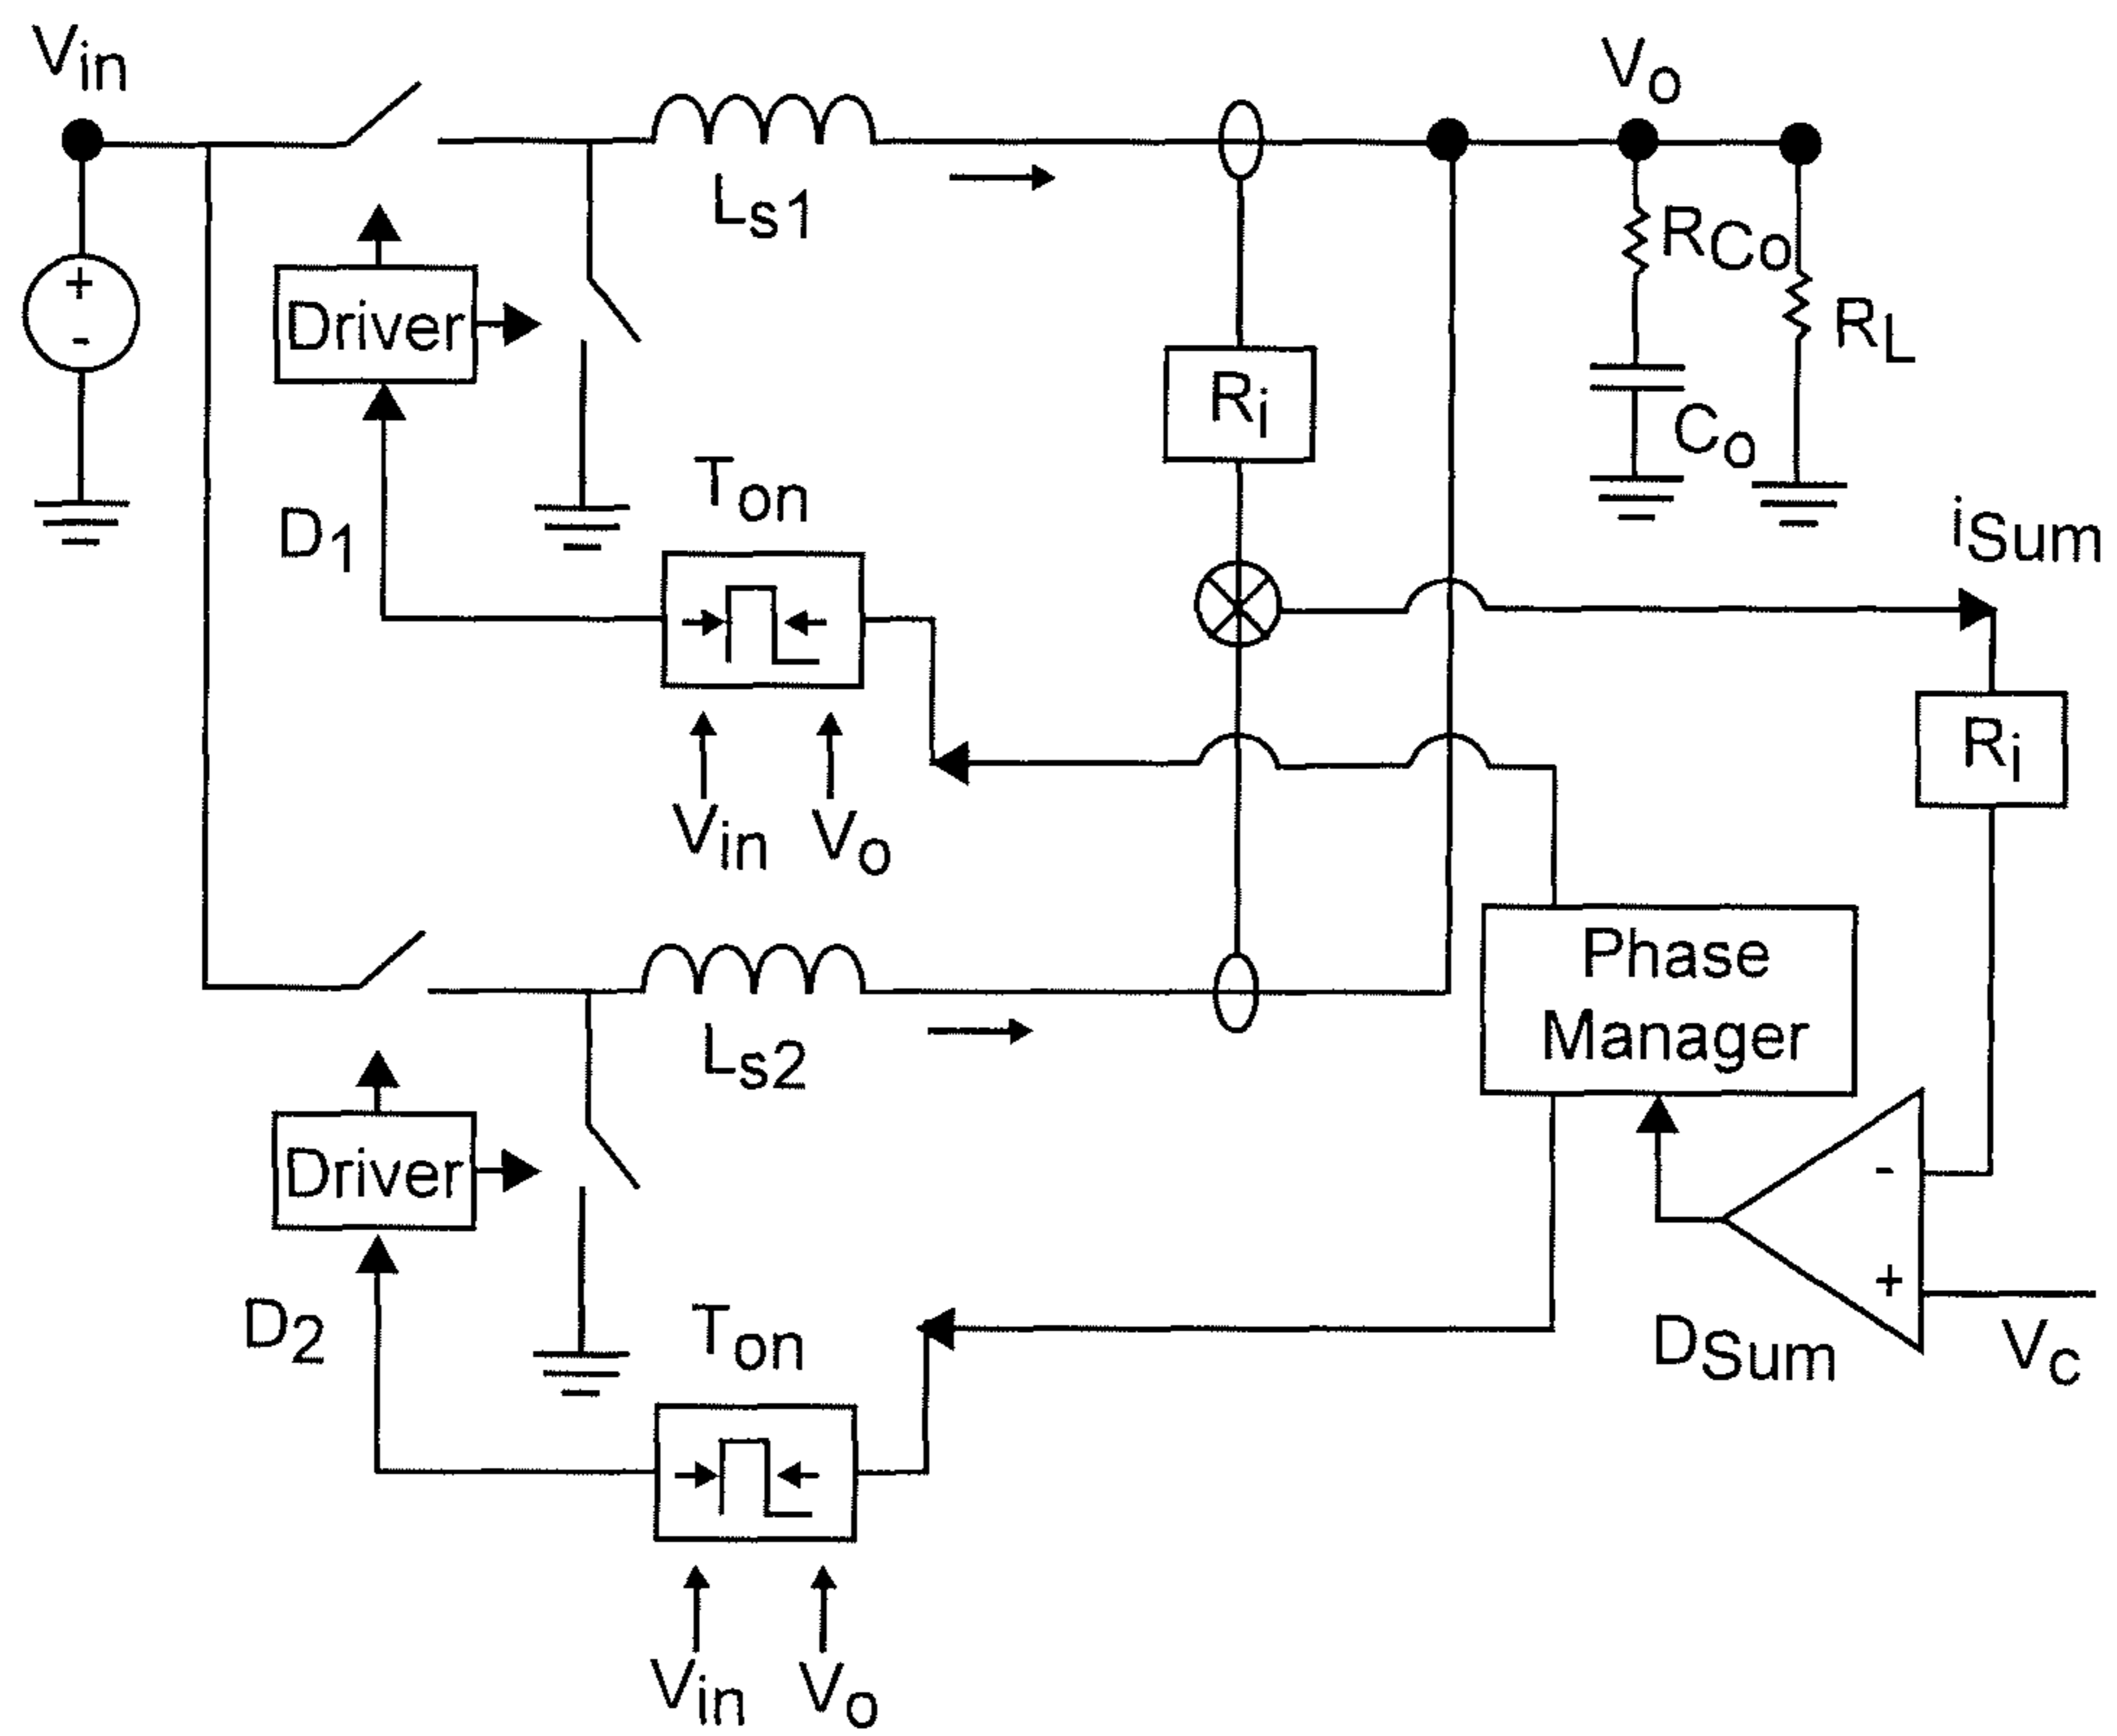 Vin
Vo
Ls1
RCo
RL
Co
+
-
Driver
Ri
D1
Ton
iSum
Vin
Vo
Ri
Phase
Manager
Ls2
-
+
Driver
D2
Ton
DSum
Vc
Vin
Vo